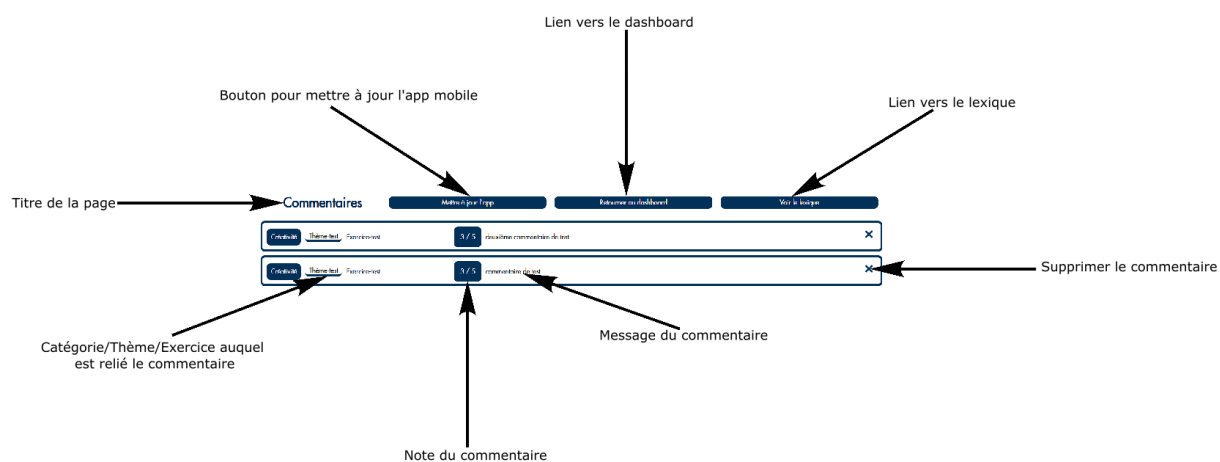 Lien vers le dashboard
Bouton pour mettre à jour l'app mobile
Lien vers le lexique
Titre de la page
Commentaires
Mettre à jour l'app
Retourner au dashboard
Voir le lexique
Créativité Thème-test Exercice-test 3 / 5 deuxième commentaire de test ×
Créativité Thème-test Exercice-test 3 / 5 commentaire de test ×
Supprimer le commentaire
Message du commentaire
Catégorie/Thème/Exercice auquel
est relié le commentaire
Note du commentaire